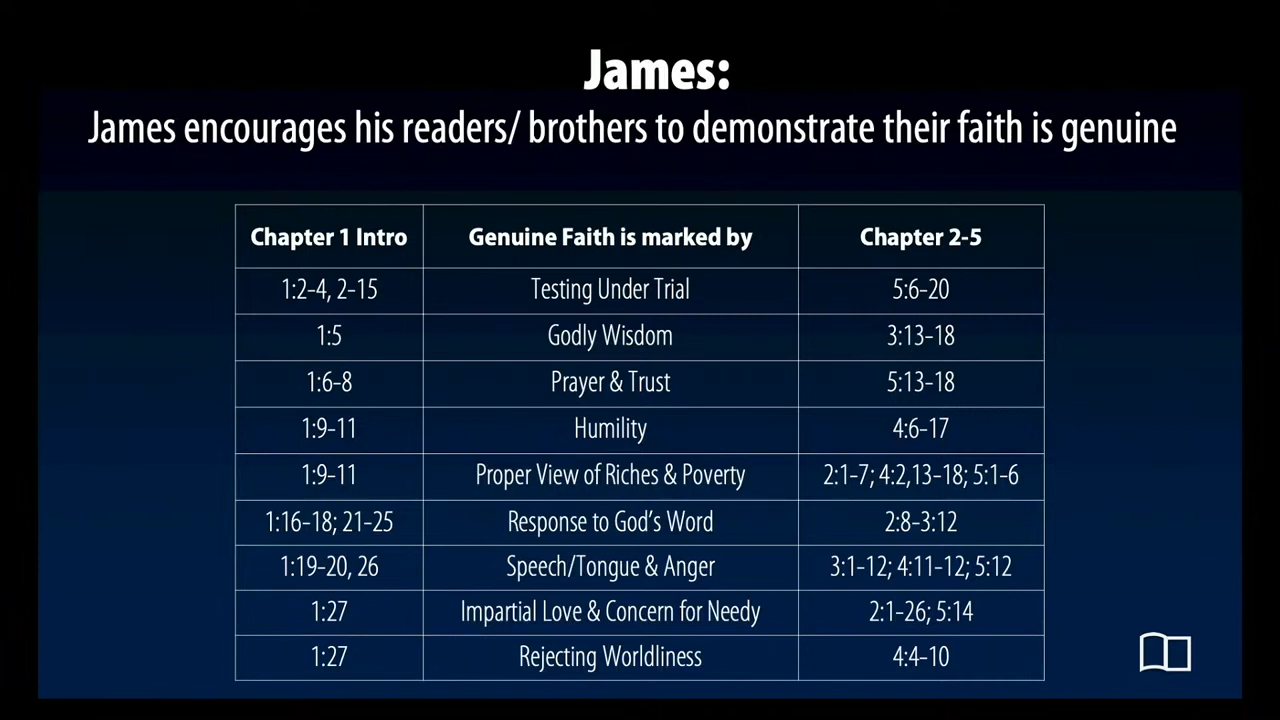 James:
James encourages his readers/ brothers to demonstrate their faith is genuine
Chapter 1 Intro Genuine Faith is marked by Chapter 2-5
1:2-4, 2-15 Testing Under Trial 5:6-20
1:5 Godly Wisdom 3:13-18
1:6-8 Prayer & Trust 5:13-18
1:9-11 Humility 4:6-17
1:9-11 Proper View of Riches & Poverty 2:1-7; 4:2,13-18; 5:1-6
1:16-18; 21-25 Response to God's Word 2:8-3:12
1:19-20, 26 Speech/Tongue & Anger 3:1-12; 4:11-12; 5:12
1:27 Impartial Love & Concern for Needy 2:1-26; 5:14
1:27 Rejecting Worldliness 4:4-10